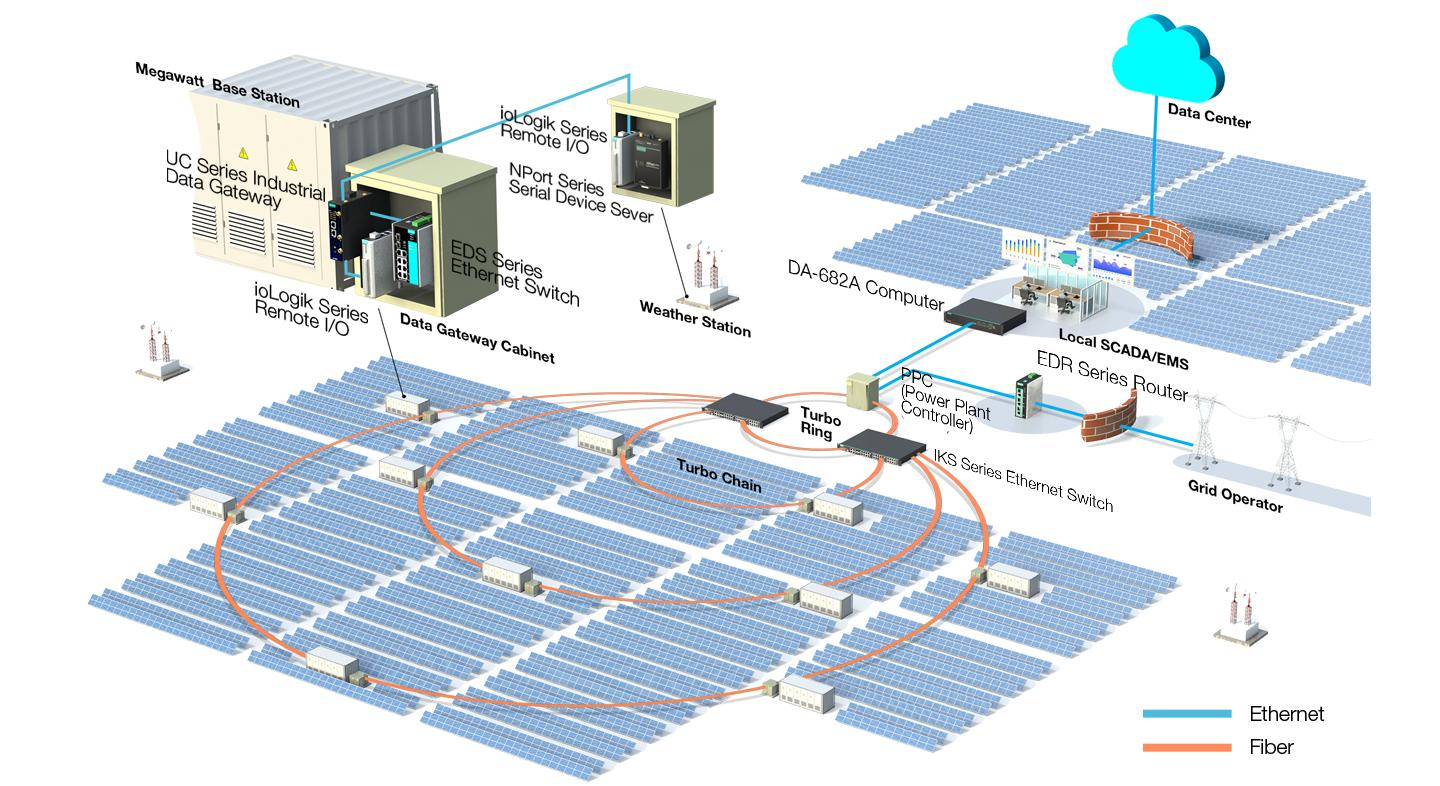 Megawatt Base Station
UC Series Industrial
Data Gateway
ioLogik Series
Remote I/O
EDS Series
Ethernet Switch
Data Gateway Cabinet
ioLogik Series
Remote I/O
NPort Series
Serial Device Sever
Weather Station
Data Center
DA-682A Computer
Local SCADA/EMS
EDR Series Router
PPC
(Power Plant
Controller)
Turbo
Ring
Turbo Chain
IKS Series Ethernet Switch
Grid Operator
Ethernet
Fiber